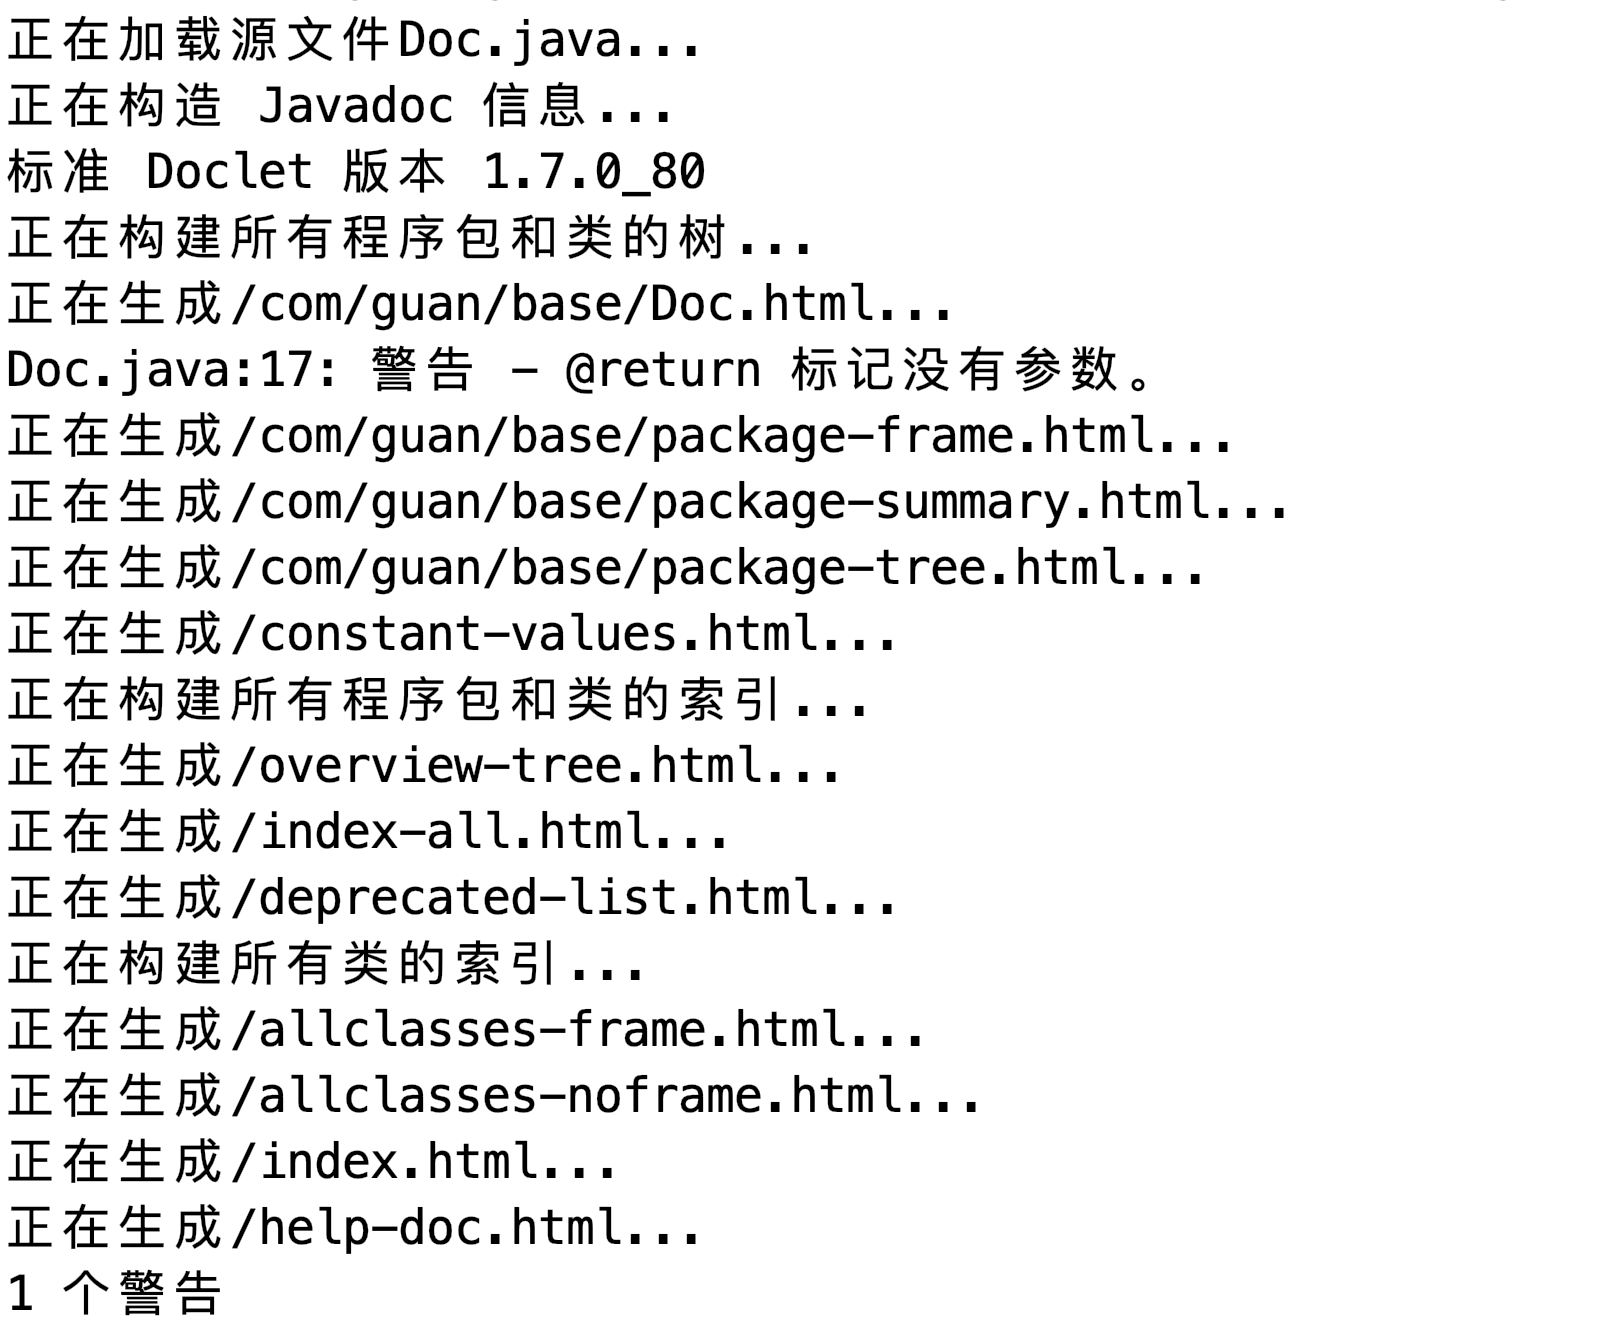 正在加载源文件Doc.java...
正在构造 Javadoc 信息...
标准 Doclet 版本 1.7.0_80
正在构建所有程序包和类的树...
正在生成/com/guan/base/Doc.html...
Doc.java:17: 警告 - @return 标记没有参数。
正在生成/com/guan/base/package-frame.html...
正在生成/com/guan/base/package-summary.html...
正在生成/com/guan/base/package-tree.html...
正在生成/constant-values.html...
正在构建所有程序包和类的索引...
正在生成/overview-tree.html...
正在生成/index-all.html...
正在生成/deprecated-list.html...
正在构建所有类的索引...
正在生成/allclasses-frame.html...
正在生成/allclasses-noframe.html...
正在生成/index.html...
正在生成/help-doc.html...
1 个警告